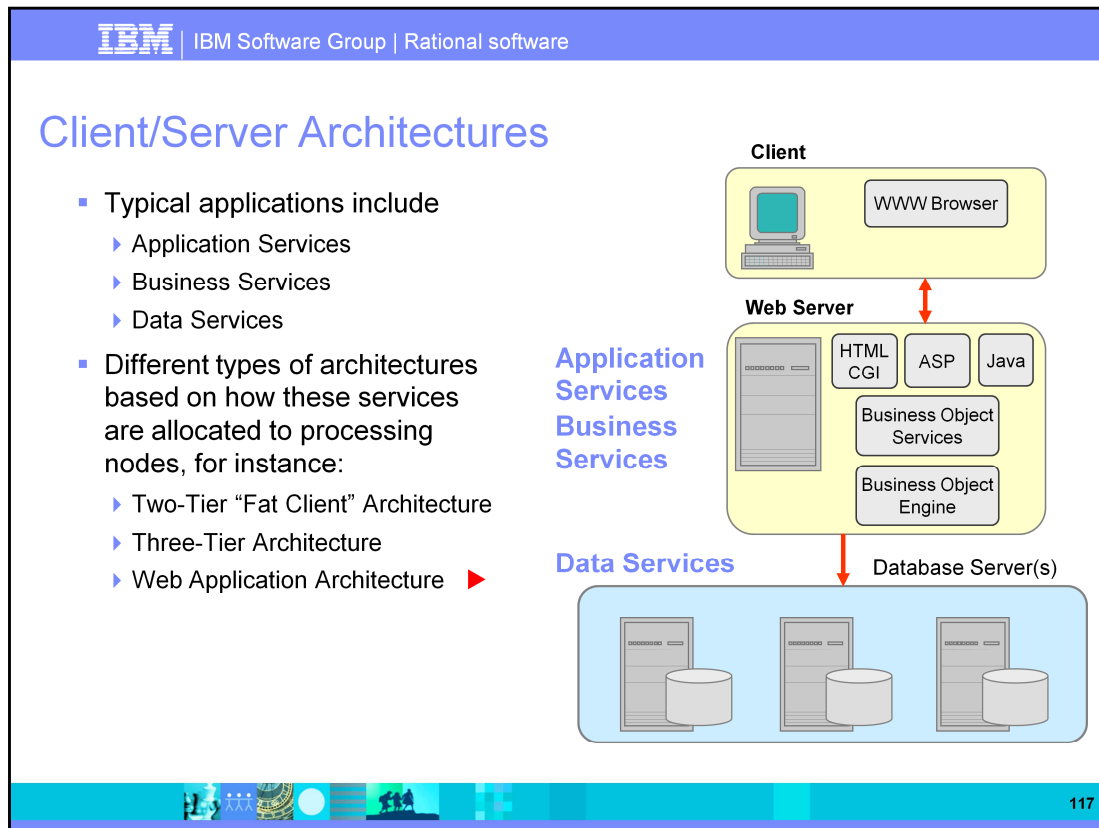 IBM | IBM Software Group | Rational software
Client/Server Architectures
Typical applications include
Application Services
Business Services
Data Services
Different types of architectures
based on how these services
are allocated to processing
nodes, for instance:
Two-Tier “Fat Client” Architecture
Three-Tier Architecture
Web Application Architecture
Client
WWW Browser
Web Server
Application
Services
Business
Services
HTML
CGI
ASP
Java
Business Object
Services
Business Object
Engine
Data Services
Database Server(s)
117